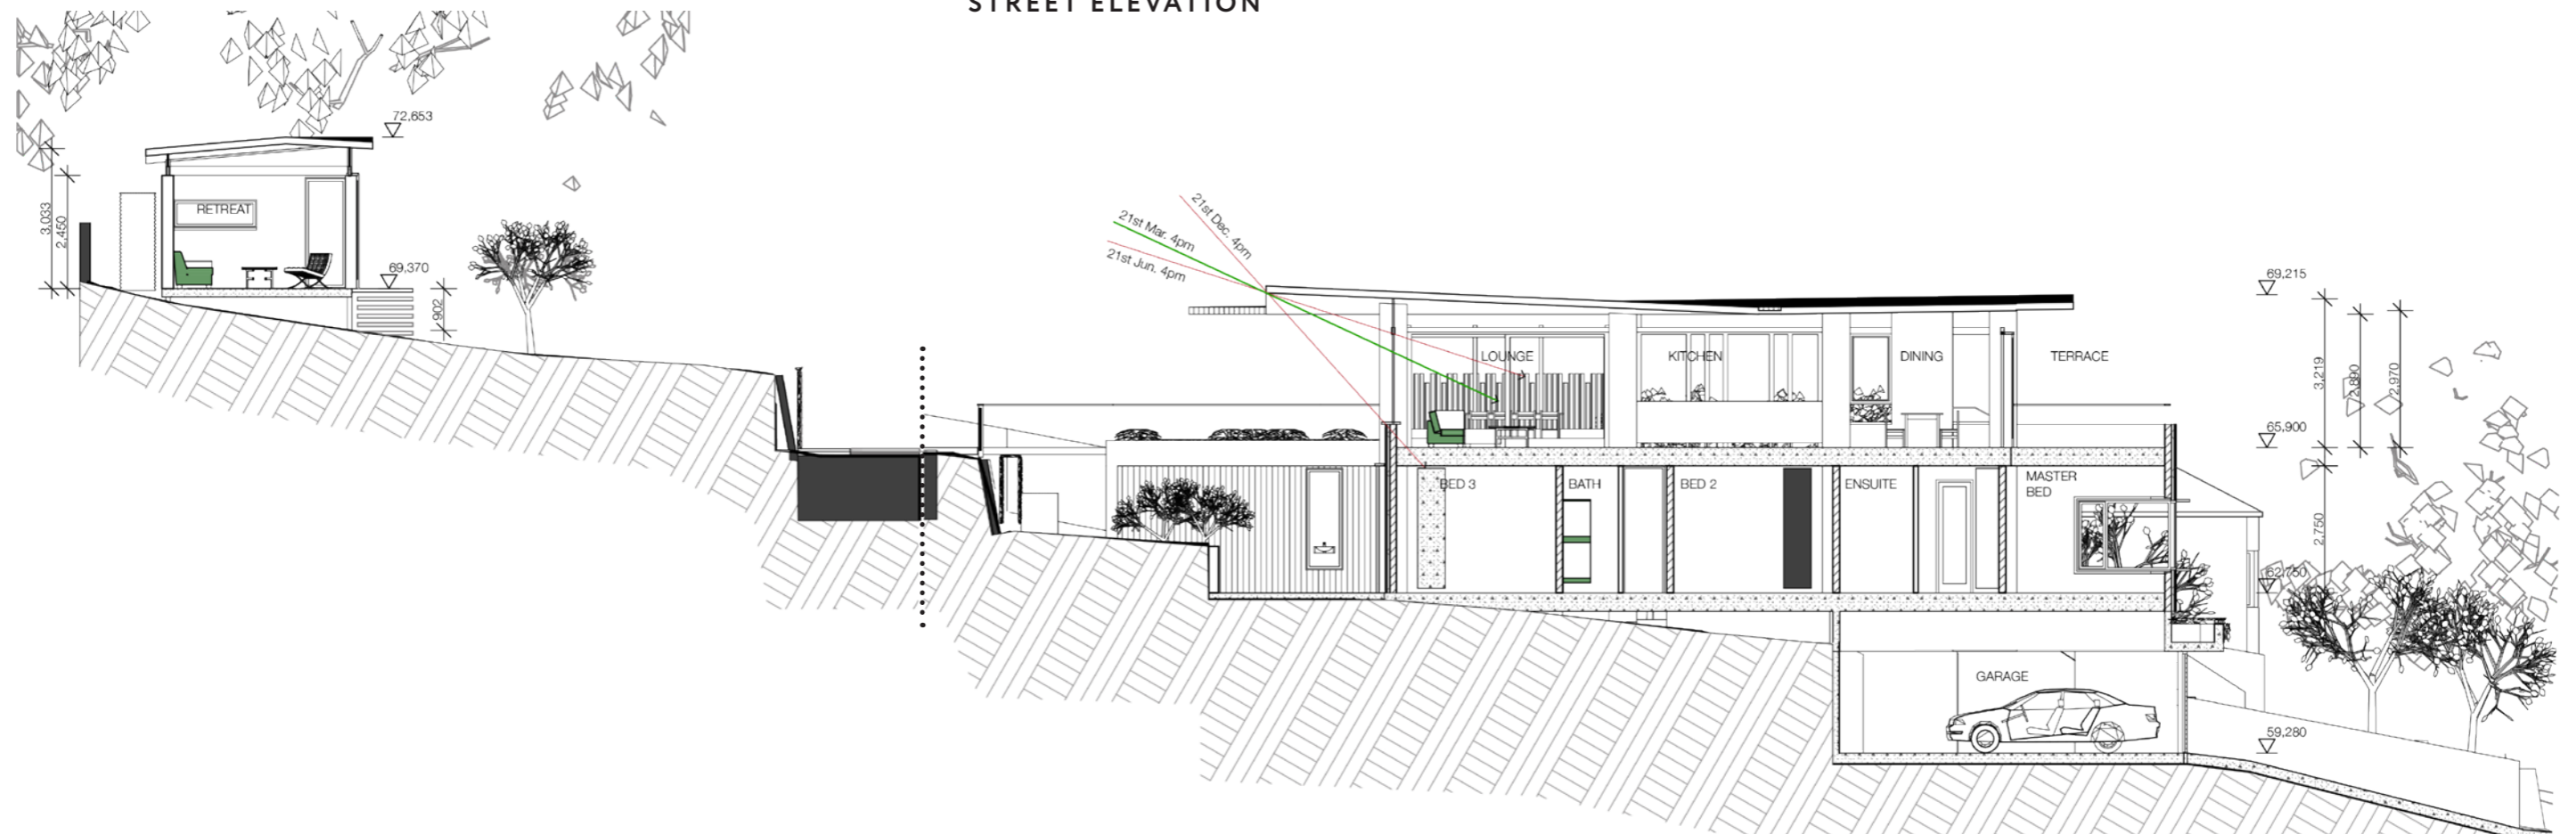 STREET ELEVATION
72,653
3,033
2,450
RETREAT
69,370
902
21st Dec. 4pm
21st Mar. 4pm
21st Jun. 4pm
69,215
LOUNGE
KITCHEN
DINING
TERRACE
3,219
2,890
2,970
65,900
BED 3
BATH
BED 2
ENSUITE
MASTER
BED
2,750
62,750
GARAGE
59,280